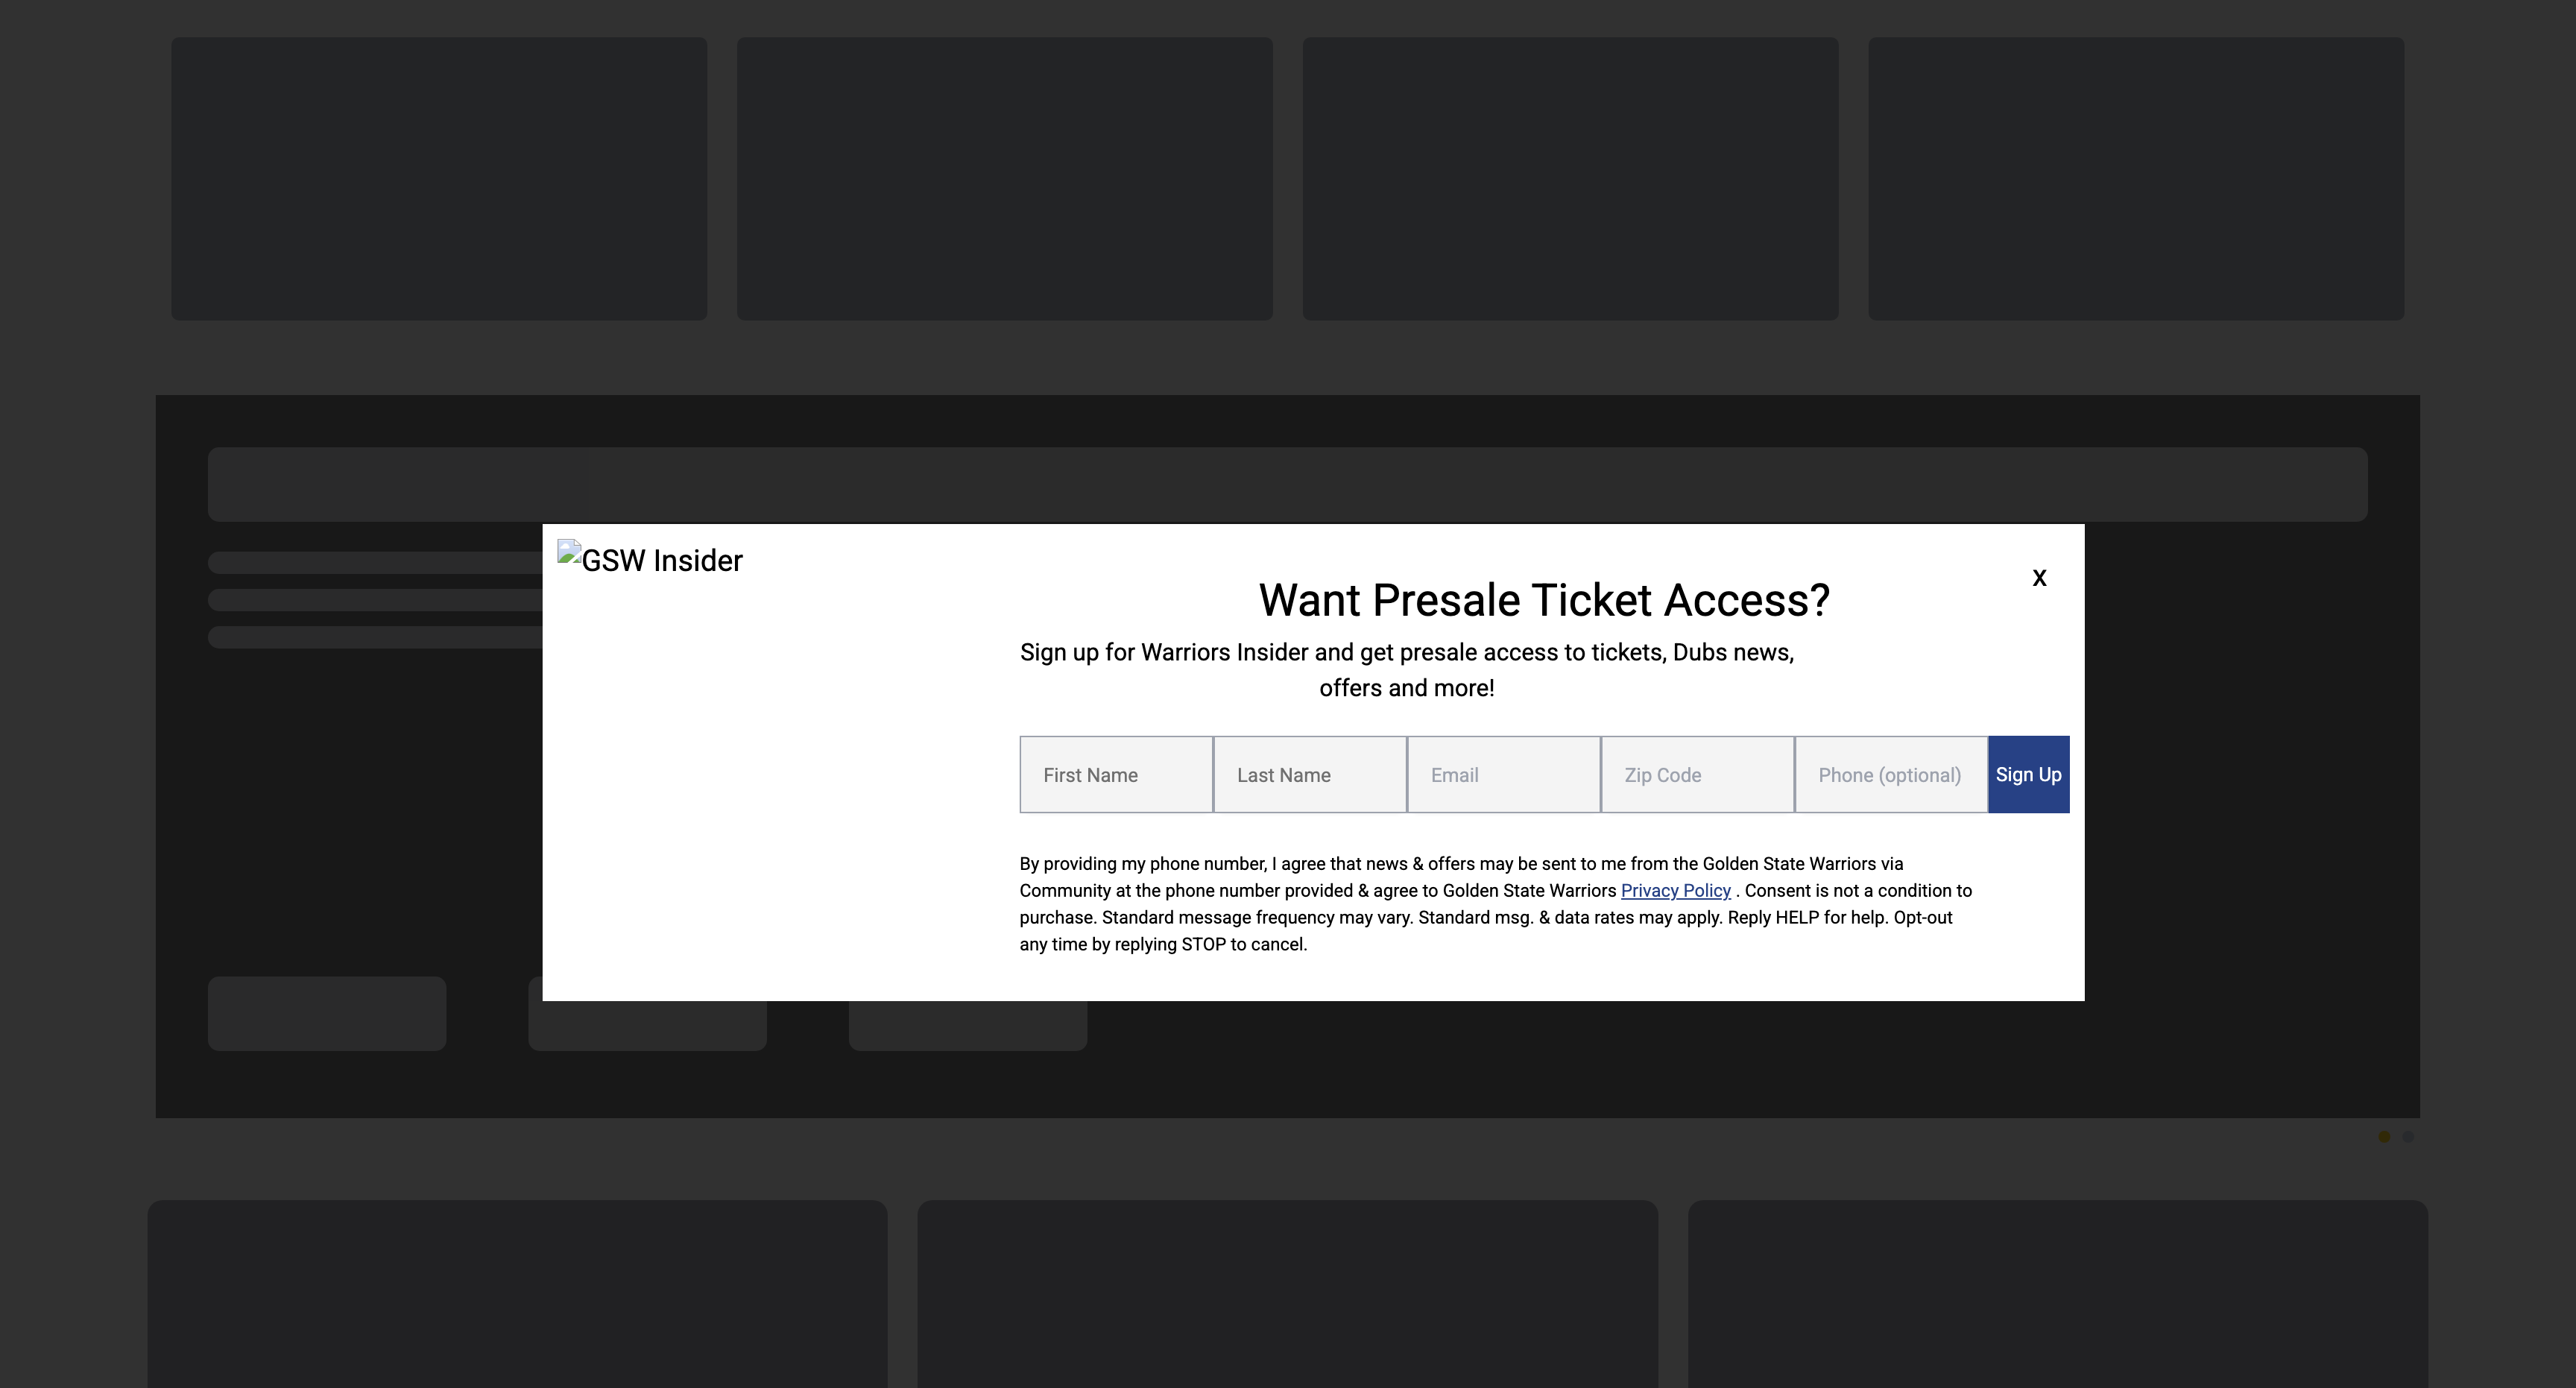 GSW Insider
X
Want Presale Ticket Access?
Sign up for Warriors Insider and get presale access to tickets, Dubs news,
offers and more!
First Name
Last Name
Email
Zip Code
Phone (optional)
Sign Up
By providing my phone number, I agree that news & offers may be sent to me from the Golden State Warriors via
Community at the phone number provided & agree to Golden State Warriors Privacy Policy . Consent is not a condition to
purchase. Standard message frequency may vary. Standard msg. & data rates may apply. Reply HELP for help. Opt-out
any time by replying STOP to cancel.